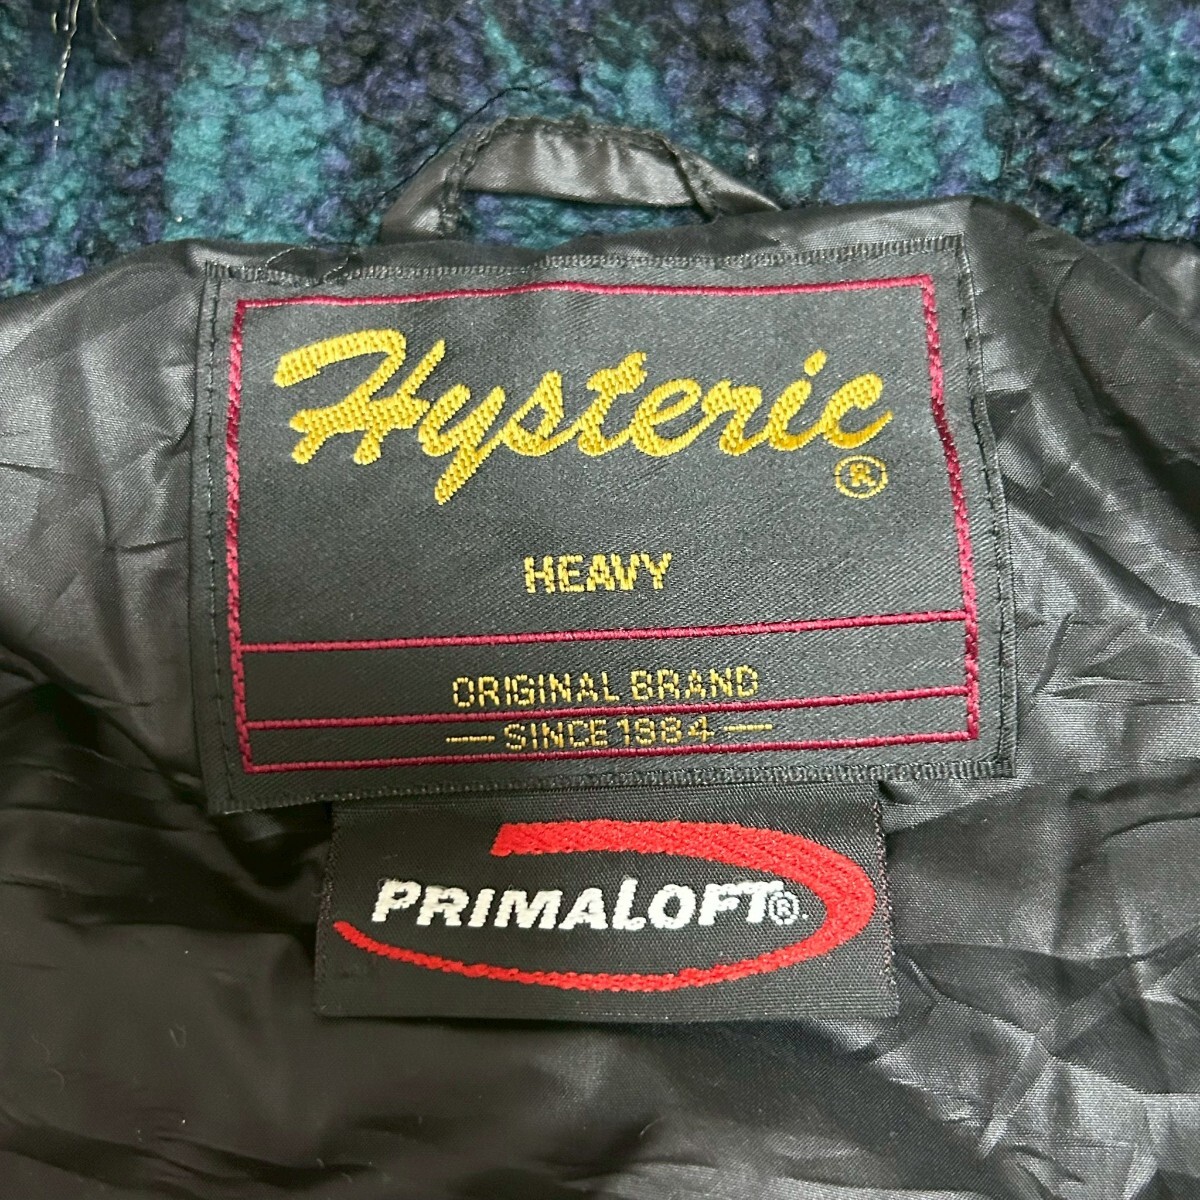 Hysteric®
HEAVY
ORIGINAL BRAND
— SINCE 1984 —
PRIMALOFT®